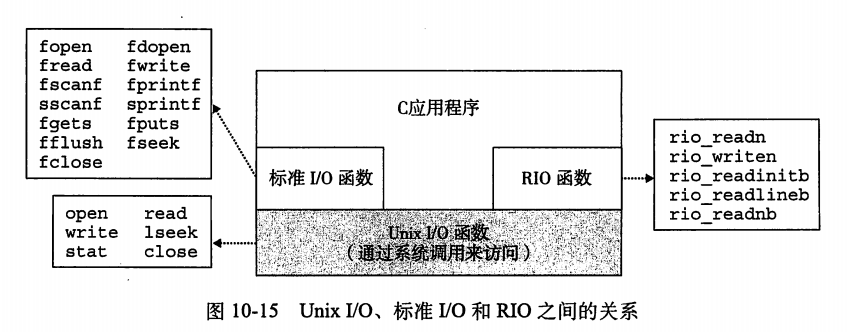 fopen fdopen
fread fwrite
fscanf fprintf
sscanf sprintf
fgets fputs
fflush fseek
fclose
C应用程序
标准 I/O 函数
RIO 函数
rio_readn
rio_writen
rio_readinitb
rio_readlineb
rio_readnb
open read
write lseek
stat close
Unix I/O 函数
（通过系统调用来访问）
图 10-15 Unix I/O、标准 I/O 和 RIO 之间的关系